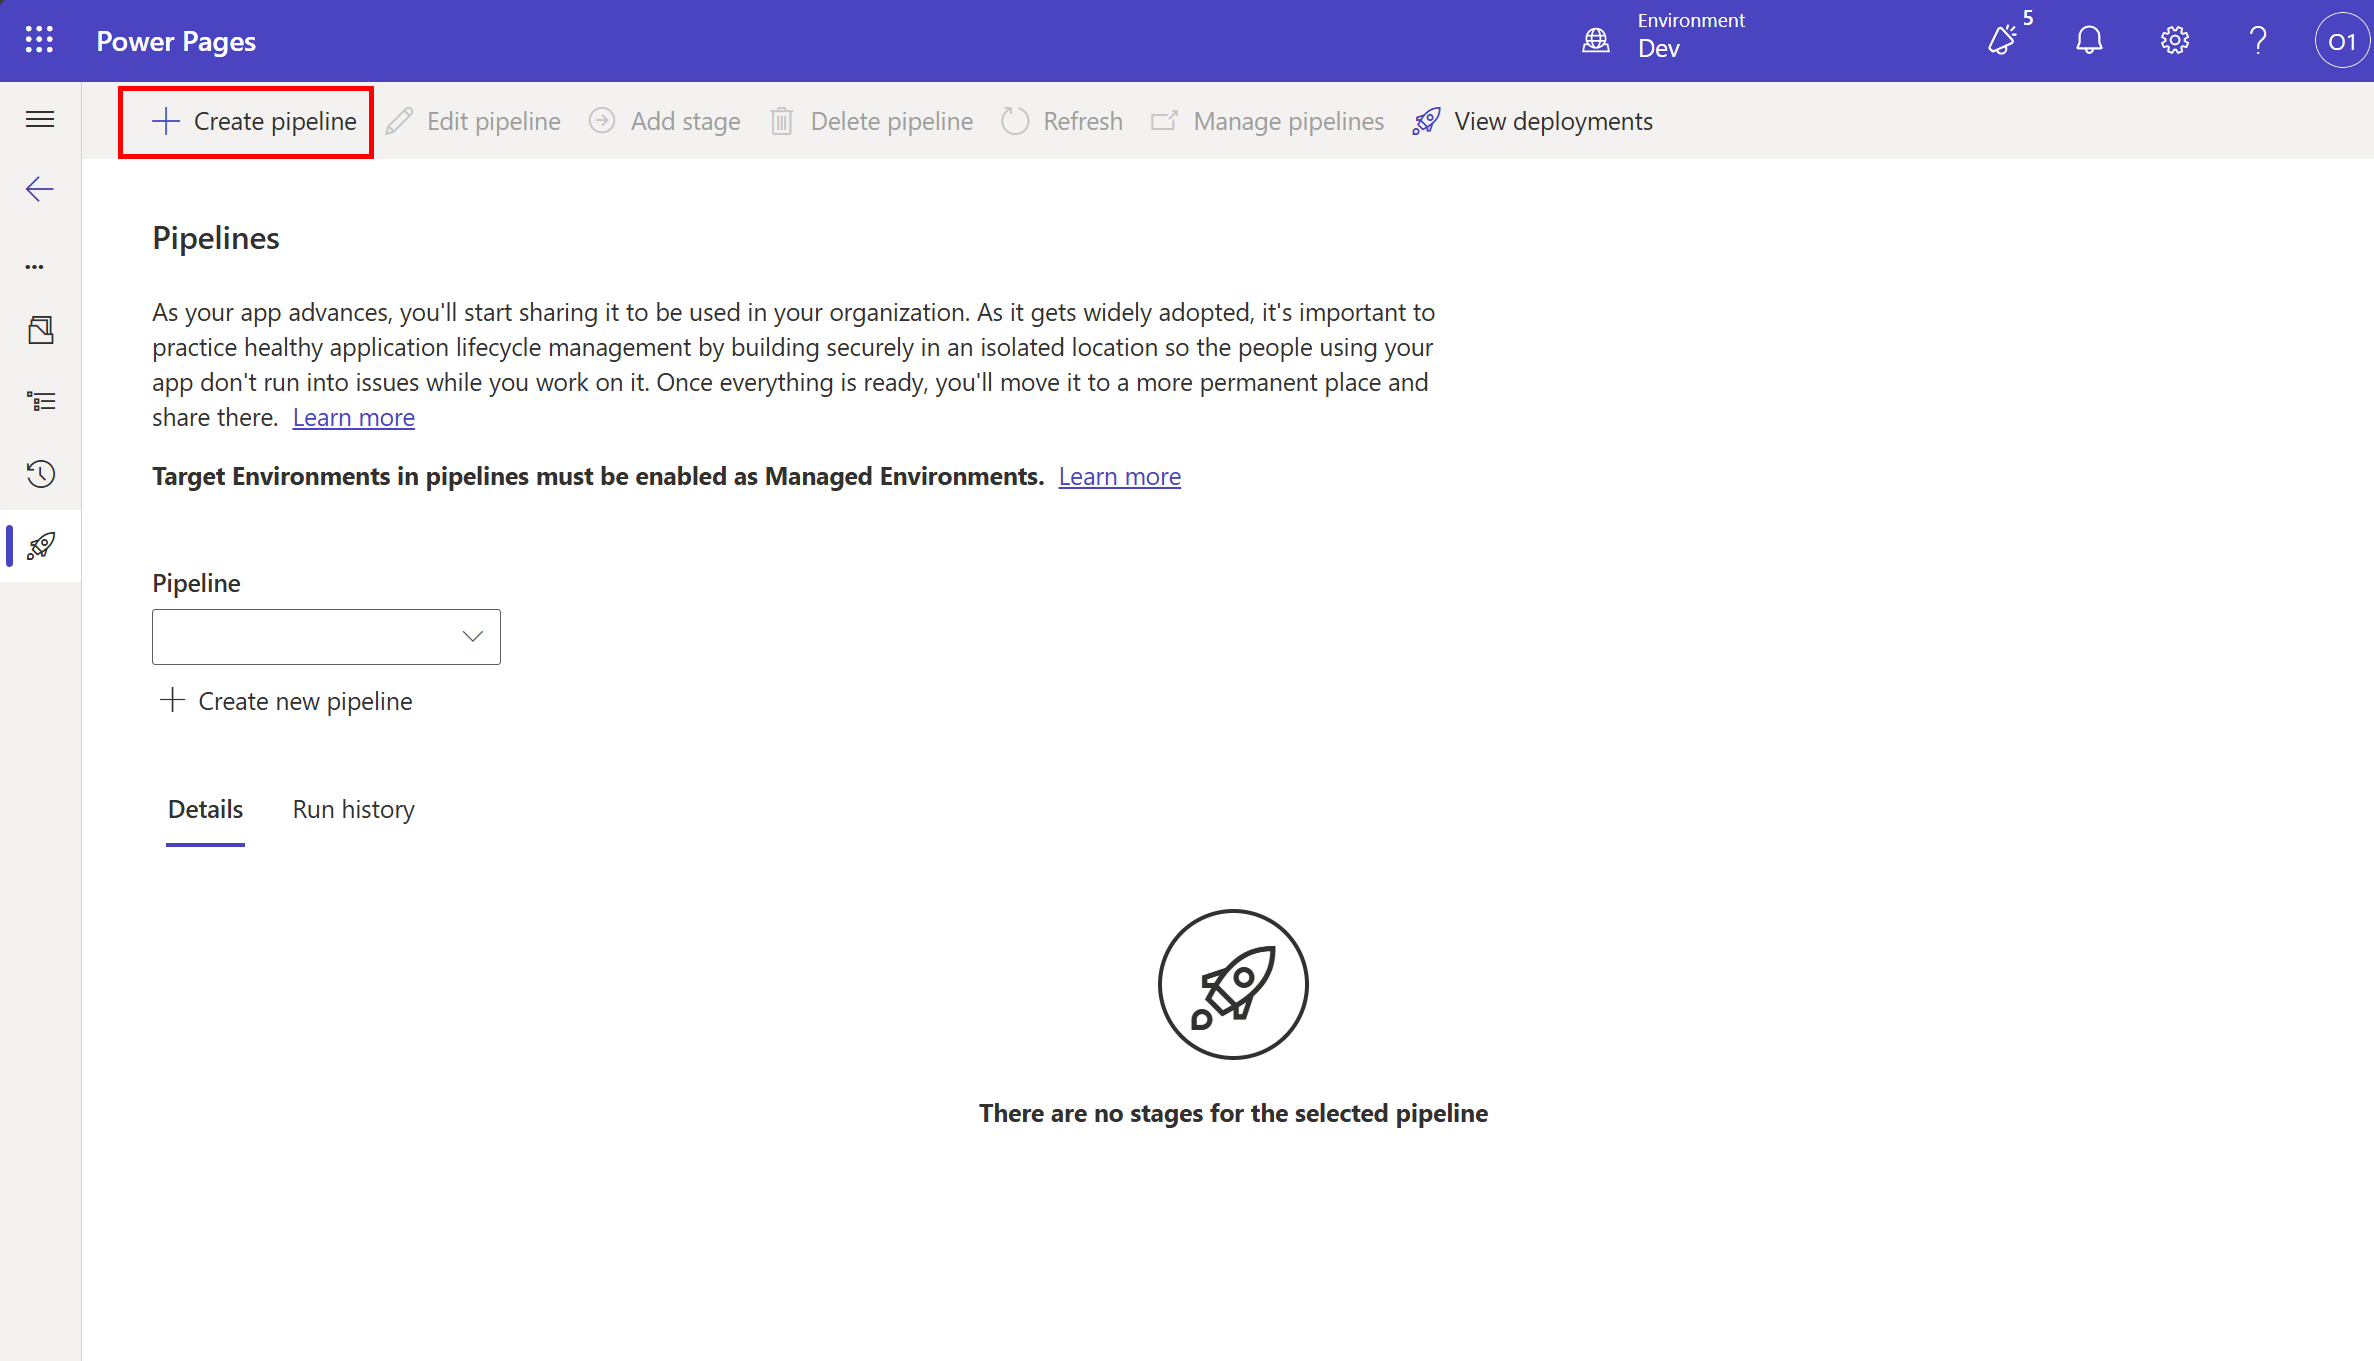 Power Pages
Environment
Dev
5
O1
Create pipeline
Edit pipeline
Add stage
Delete pipeline
Refresh
Manage pipelines
View deployments
Pipelines
As your app advances, you'll start sharing it to be used in your organization. As it gets widely adopted, it's important to
practice healthy application lifecycle management by building securely in an isolated location so the people using your
app don't run into issues while you work on it. Once everything is ready, you'll move it to a more permanent place and
share there. Learn more
Target Environments in pipelines must be enabled as Managed Environments. Learn more
Pipeline
Create new pipeline
Details
Run history
There are no stages for the selected pipeline